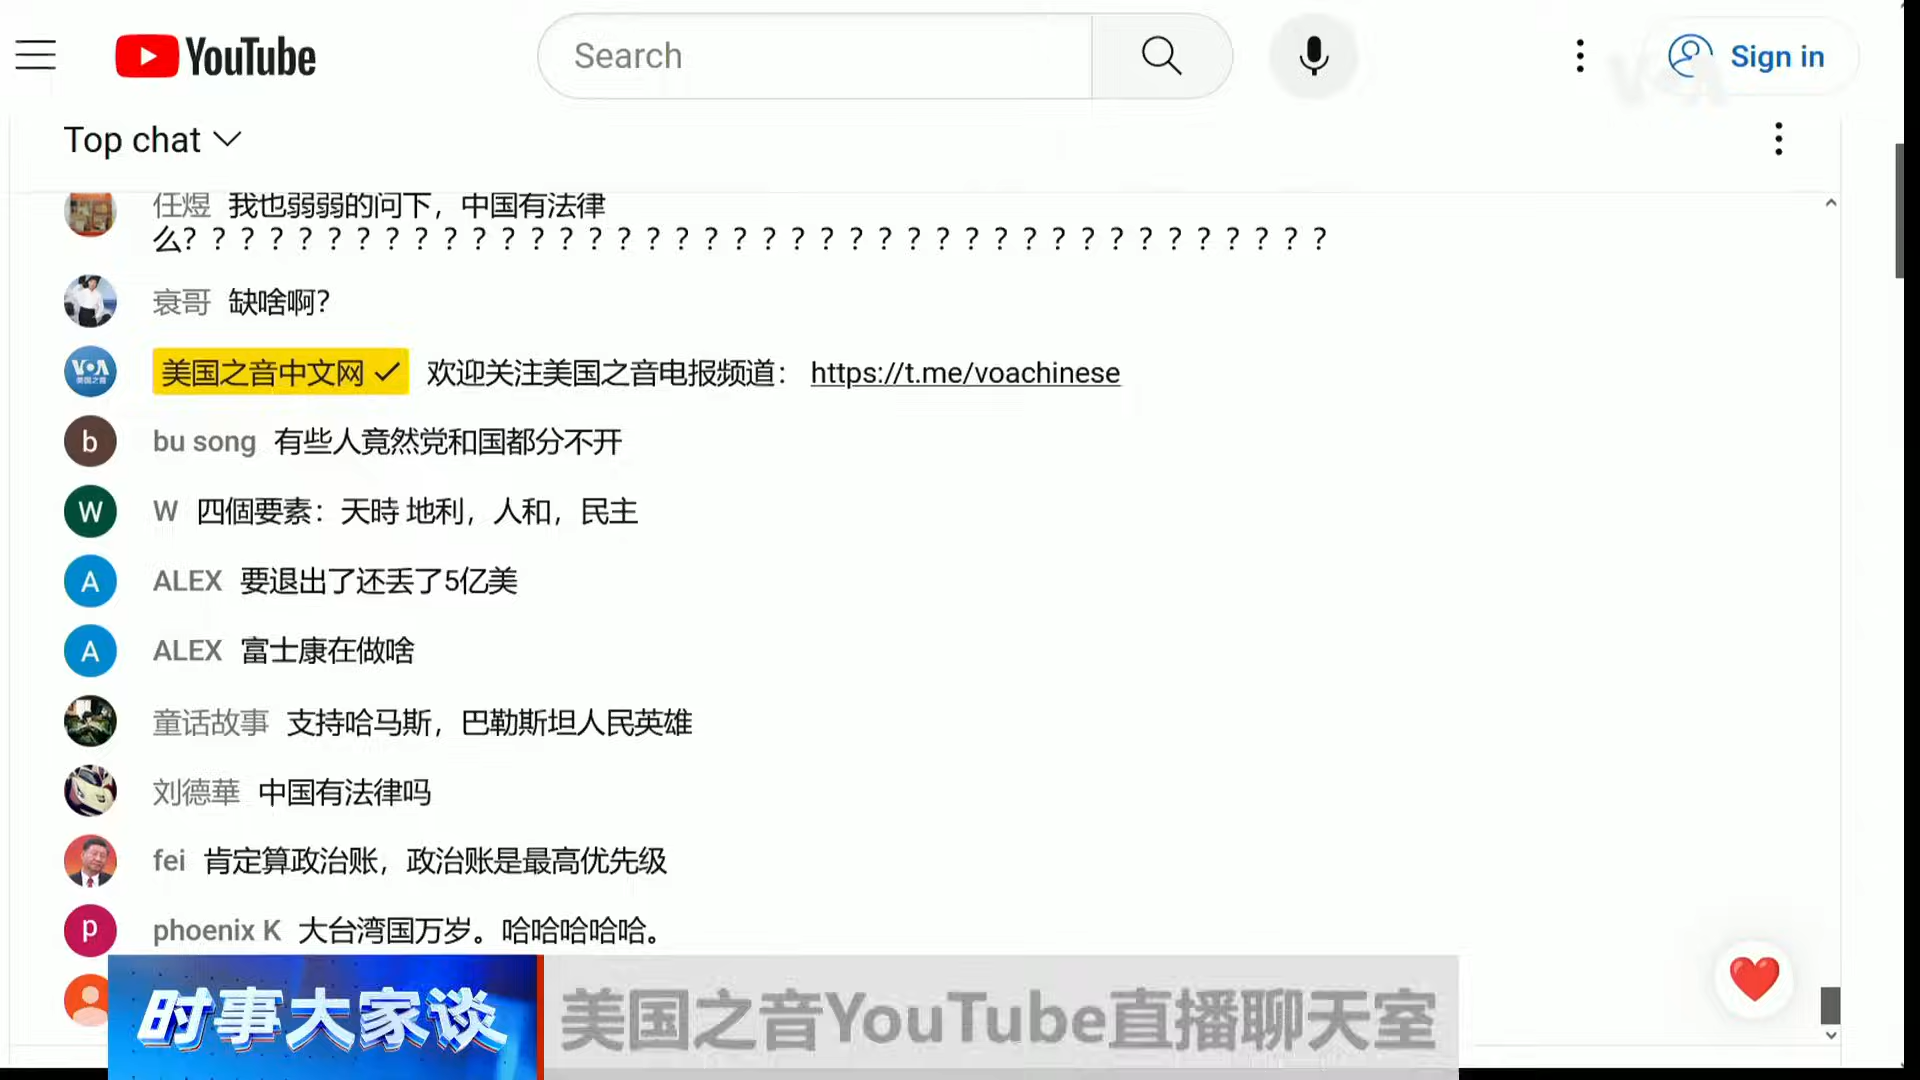 YouTube
Search
Sign in
VOA
Top chat
任煜 我也弱弱的问下，中国有法律
么？？？？？？？？？？？？？？？？？？？？？？？？？？？？？？？？？？？？？？？？
衰哥 缺啥啊？
VOA 美国之音
美国之音中文网 欢迎关注美国之音电报频道： https://t.me/voachinese
b bu song 有些人竟然党和国都分不开
W W 四個要素：天時 地利，人和，民主
A ALEX 要退出了还丢了5亿美
A ALEX 富士康在做啥
童话故事 支持哈马斯，巴勒斯坦人民英雄
刘德華 中国有法律吗
fei 肯定算政治账，政治账是最高优先级
p phoenix K 大台湾国万岁。哈哈哈哈哈。
时事大家谈 美国之音YouTube直播聊天室